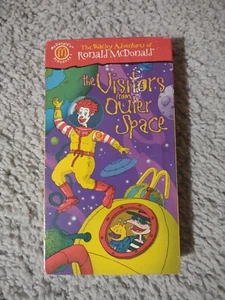 The Wacky Adventures of
Ronald McDonald
the Visitors
from
Outer
Space